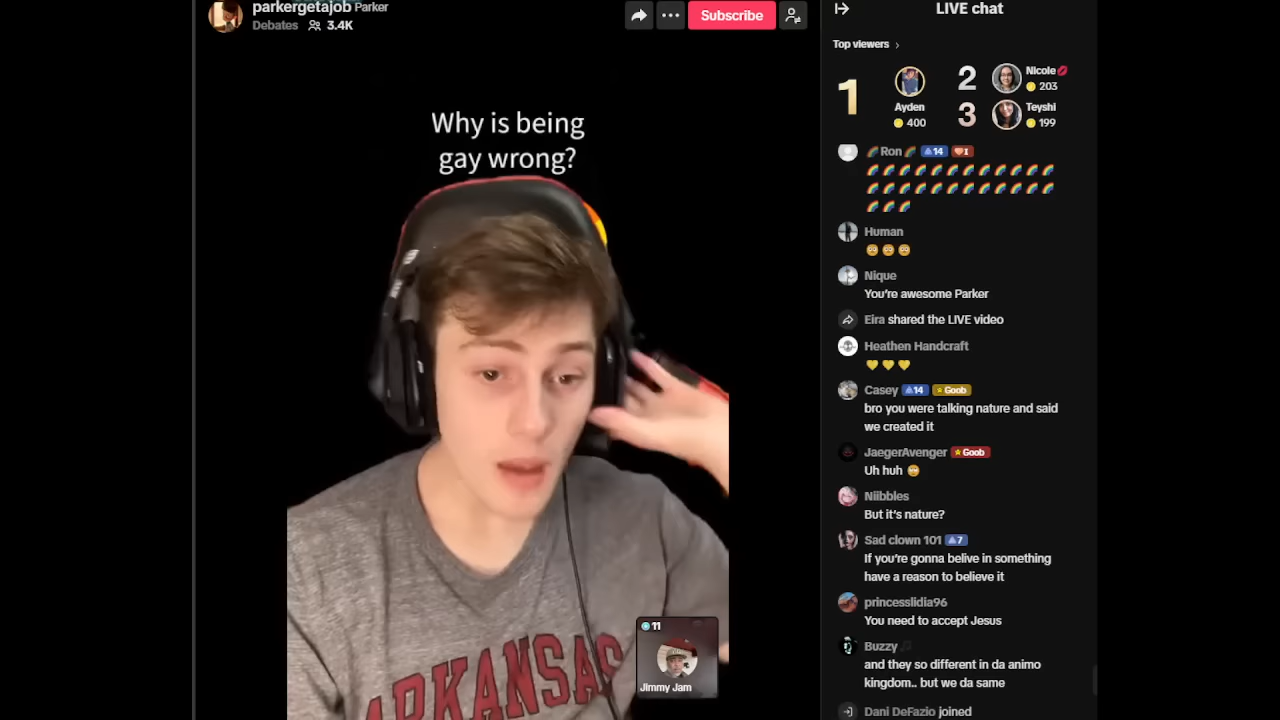 parkergetajob Parker
Debates 3.4K
Subscribe
Why is being
gay wrong?
ARKANSAS
11
Jimmy Jam
LIVE chat
Top viewers
1
Ayden
400
2
Nicole
203
3
Teyshi
199
Ron 14 I
Human
Nique
You're awesome Parker
Eira shared the LIVE video
Heathen Handcraft
Casey 14 Goob
bro you were talking nature and said
we created it
JaegerAvenger Goob
Uh huh
Niibbles
But it's nature?
Sad clown 101 7
If you're gonna belive in something
have a reason to believe it
princesslidia96
You need to accept Jesus
Buzzy
and they so different in da animo
kingdom.. but we da same
Dani DeFazio joined